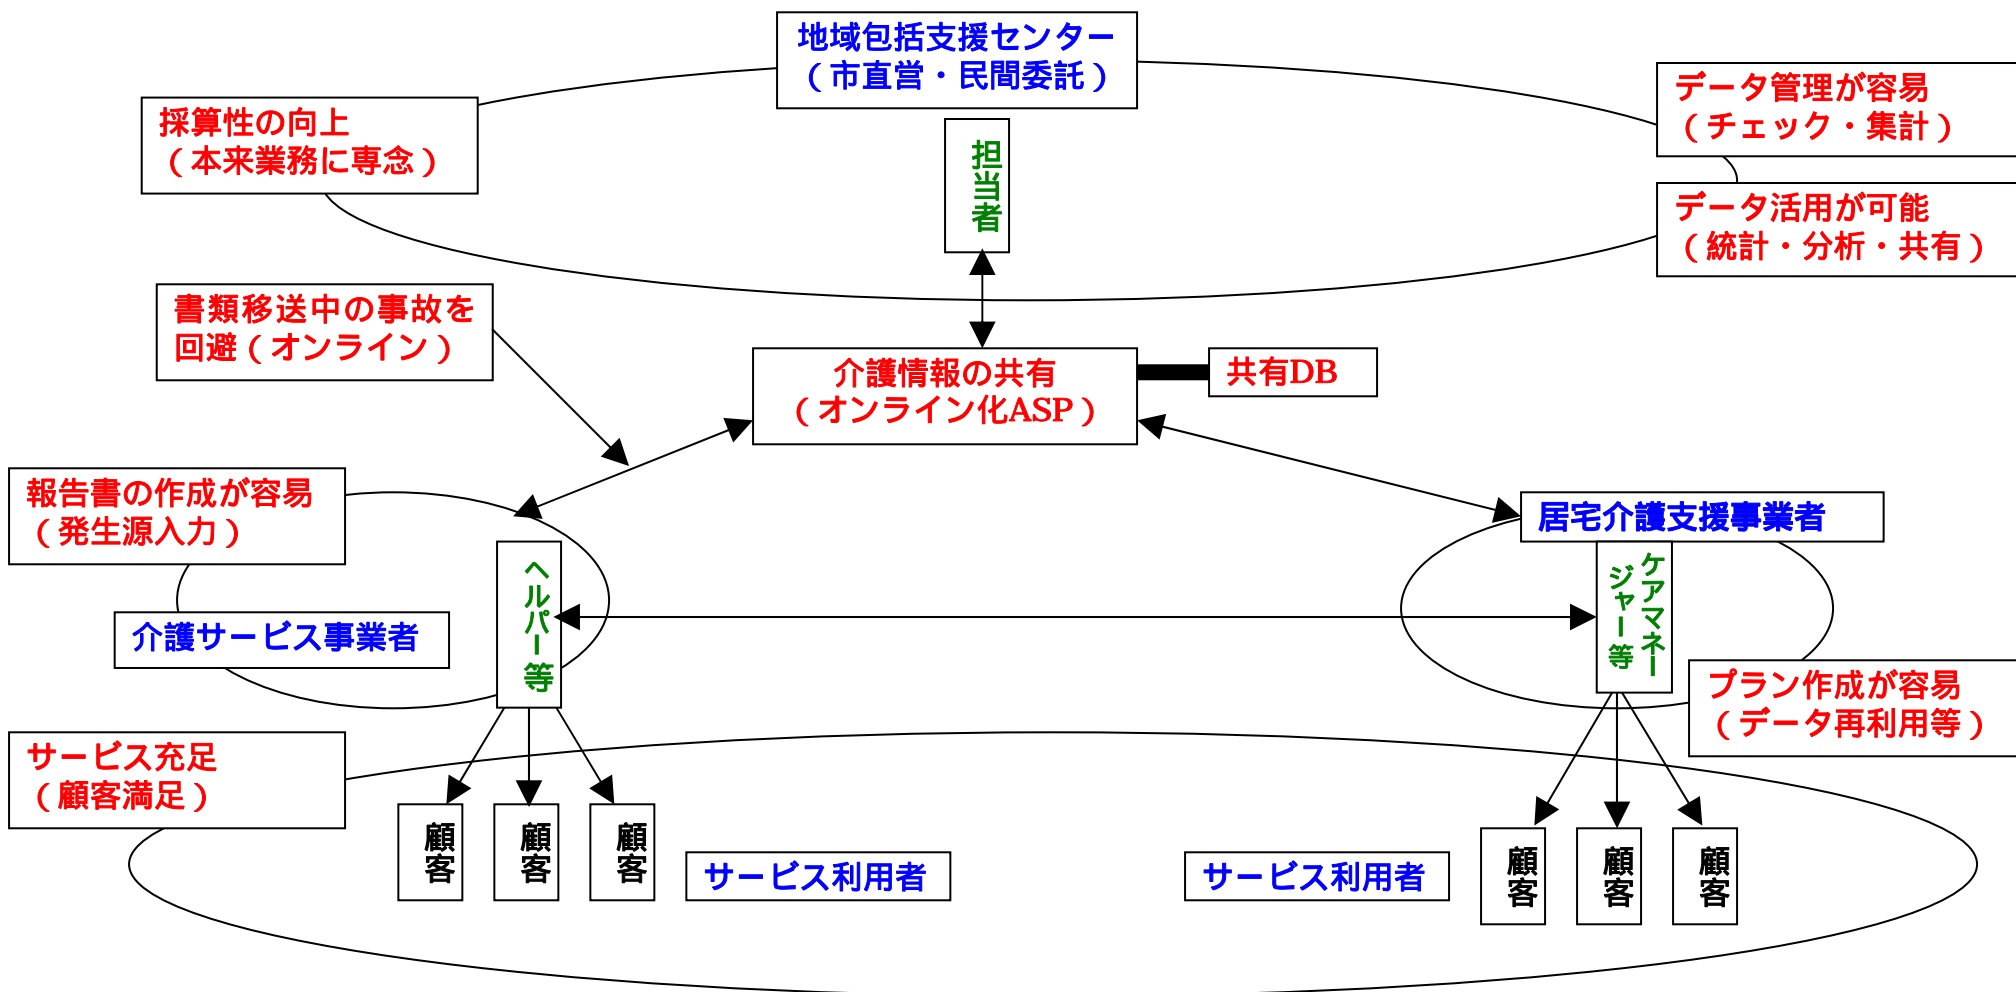 地域包括支援センター
（市直営・民間委託）
データ管理が容易
（チェック・集計）
採算性の向上
（本来業務に専念）
担当者
データ活用が可能
（統計・分析・共有）
書類移送中の事故を
回避（オンライン）
介護情報の共有
（オンライン化ASP）
共有DB
報告書の作成が容易
（発生源入力）
居宅介護支援事業者
ヘルパー等
ケアマネー
ジャー等
介護サービス事業者
プラン作成が容易
（データ再利用等）
サービス充足
（顧客満足）
顧客
顧客
顧客
サービス利用者
サービス利用者
顧客
顧客
顧客